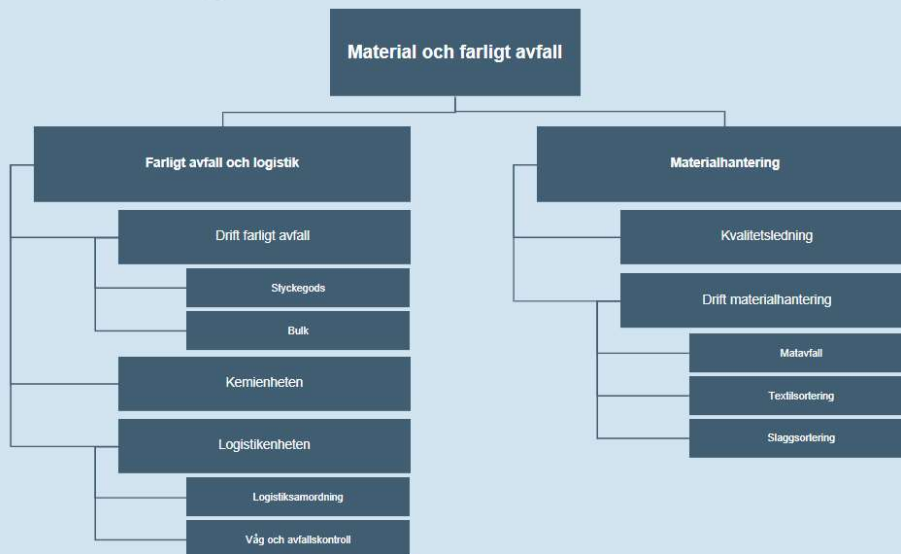 Material och farligt avfall
Farligt avfall och logistik
Drift farligt avfall
Styckegods
Bulk
Kemienheten
Logistikenheten
Logistiksamordning
Våg och avfallskontroll
Materialhantering
Kvalitetsledning
Drift materialhantering
Matavfall
Textilsortering
Slaggsortering